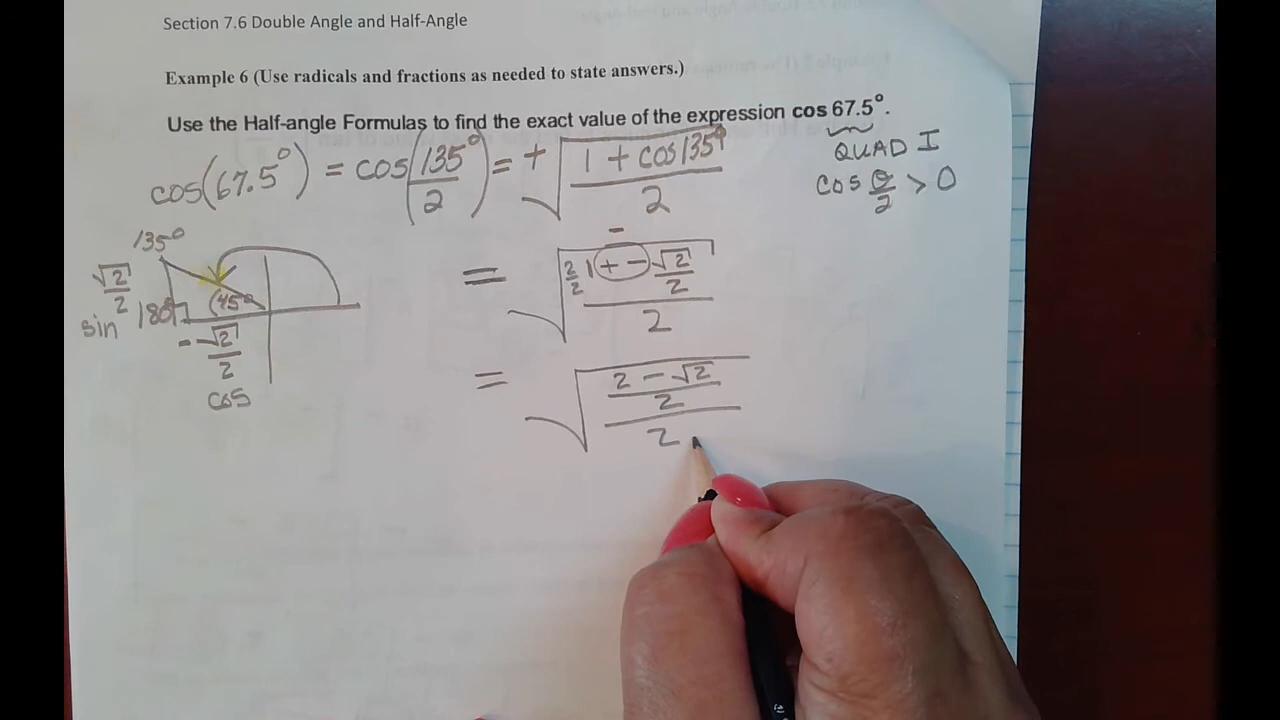 Section 7.6 Double Angle and Half-Angle
Example 6 (Use radicals and fractions as needed to state answers.)
Use the Half-angle Formulas to find the exact value of the expression cos 67.5°.
cos(67.5°) = cos(135°/2) = +√((1 + cos135°)/2)
QUAD I
cos θ/2 > 0
135°
√2/2
sin
180°
45°
-√2/2
cos
-
= √((2/2 1 + - √2/2)/2)
= √(((2 - √2)/2)/2)